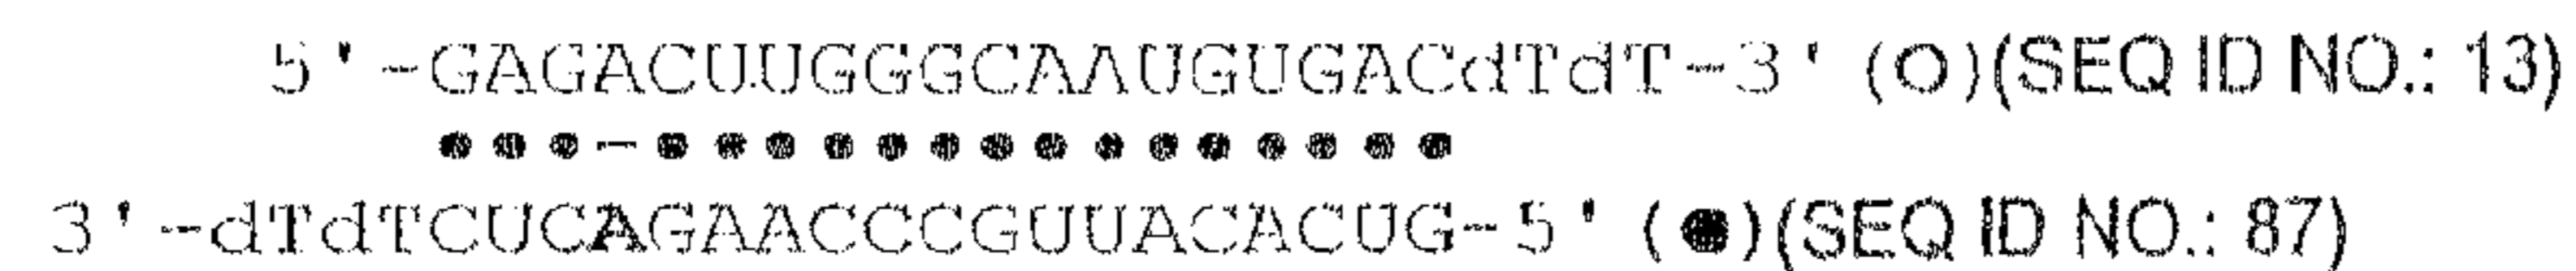 5'-GAGACUUGGGCAAUGUGACdTdT-3' (O)(SEQ ID NO.: 13)
●●●-●●●●●●●●●●●●●●●
3'-dTdTCUCAGAACCCGUUACACUG-5' (●)(SEQ ID NO.: 87)